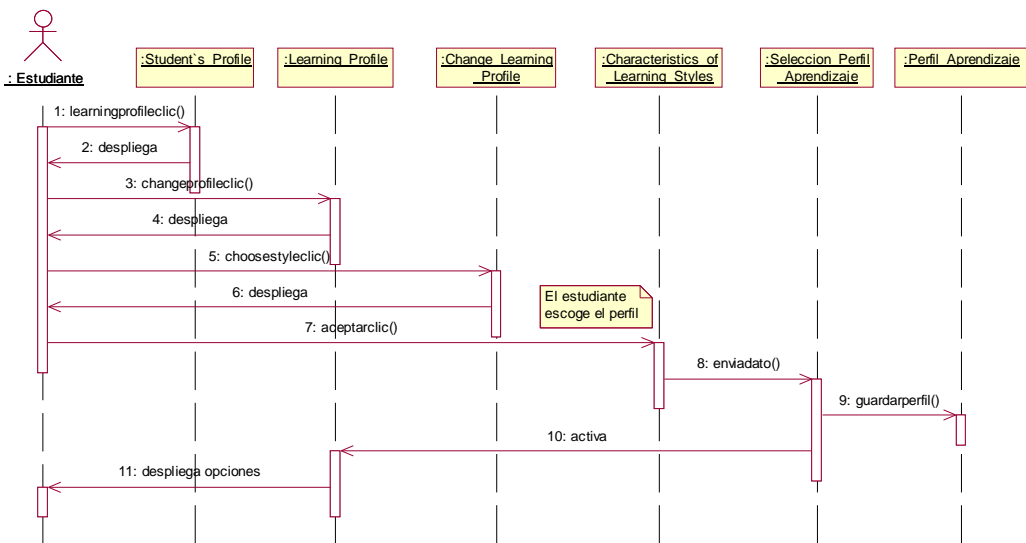 : Estudiante
:Student`s Profile
:Learning Profile
:Change Learning
Profile
:Characteristics of
Learning Styles
:Seleccion Perfil
Aprendizaje
:Perfil Aprendizaje
1: learningprofileclic()
2: despliega
3: changeprofileclic()
4: despliega
5: choosestyleclic()
6: despliega
El estudiante
escoge el perfil
7: aceptarclic()
8: enviadato()
9: guardarperfil()
10: activa
11: despliega opciones